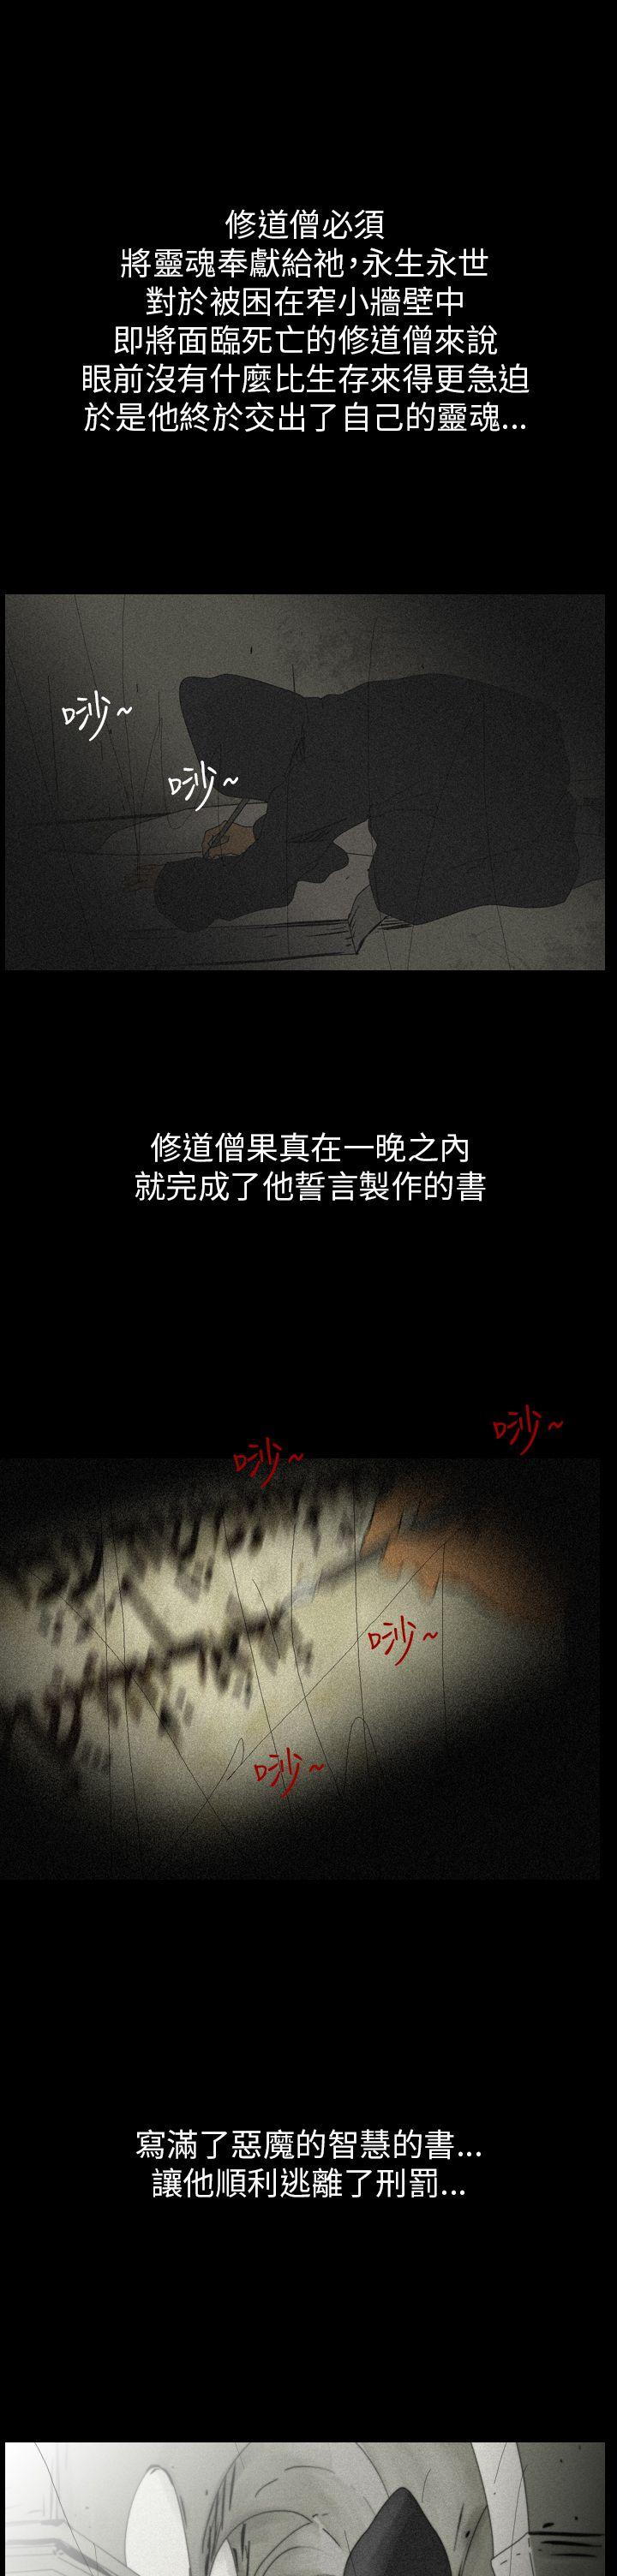 修道僧必須
將靈魂奉獻給祂,永生永世
對於被困在窄小牆壁中
即將面臨死亡的修道僧來說
眼前沒有什麼比生存來得更急迫
於是他終於交出了自己的靈魂...
唦~
唦~
修道僧果真在一晚之內
就完成了他誓言製作的書
唦~
唦~
唦~
唦~
寫滿了惡魔的智慧的書...
讓他順利逃離了刑罰...